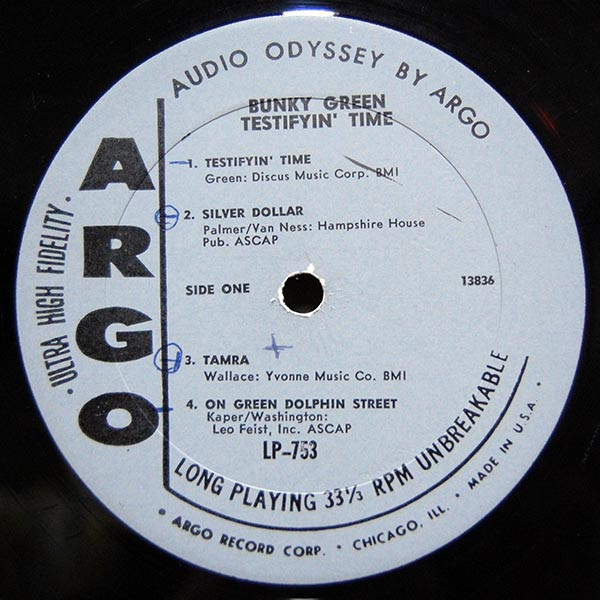 AUDIO ODYSSEY BY ARGO
BUNKY GREEN
TESTIFYIN' TIME
ARGO
· ULTRA HIGH FIDELITY ·
1. TESTIFYIN' TIME
Green: Discus Music Corp. BMI
2. SILVER DOLLAR
Palmer/Van Ness: Hampshire House
Pub. ASCAP
SIDE ONE
13836
3. TAMRA
Wallace: Yvonne Music Co. BMI
4. ON GREEN DOLPHIN STREET
Kaper/Washington:
Leo Feist, Inc. ASCAP
LP-753
LONG PLAYING 33⅓ RPM UNBREAKABLE
• ARGO RECORD CORP. • CHICAGO, ILL. • MADE IN U.S.A. •